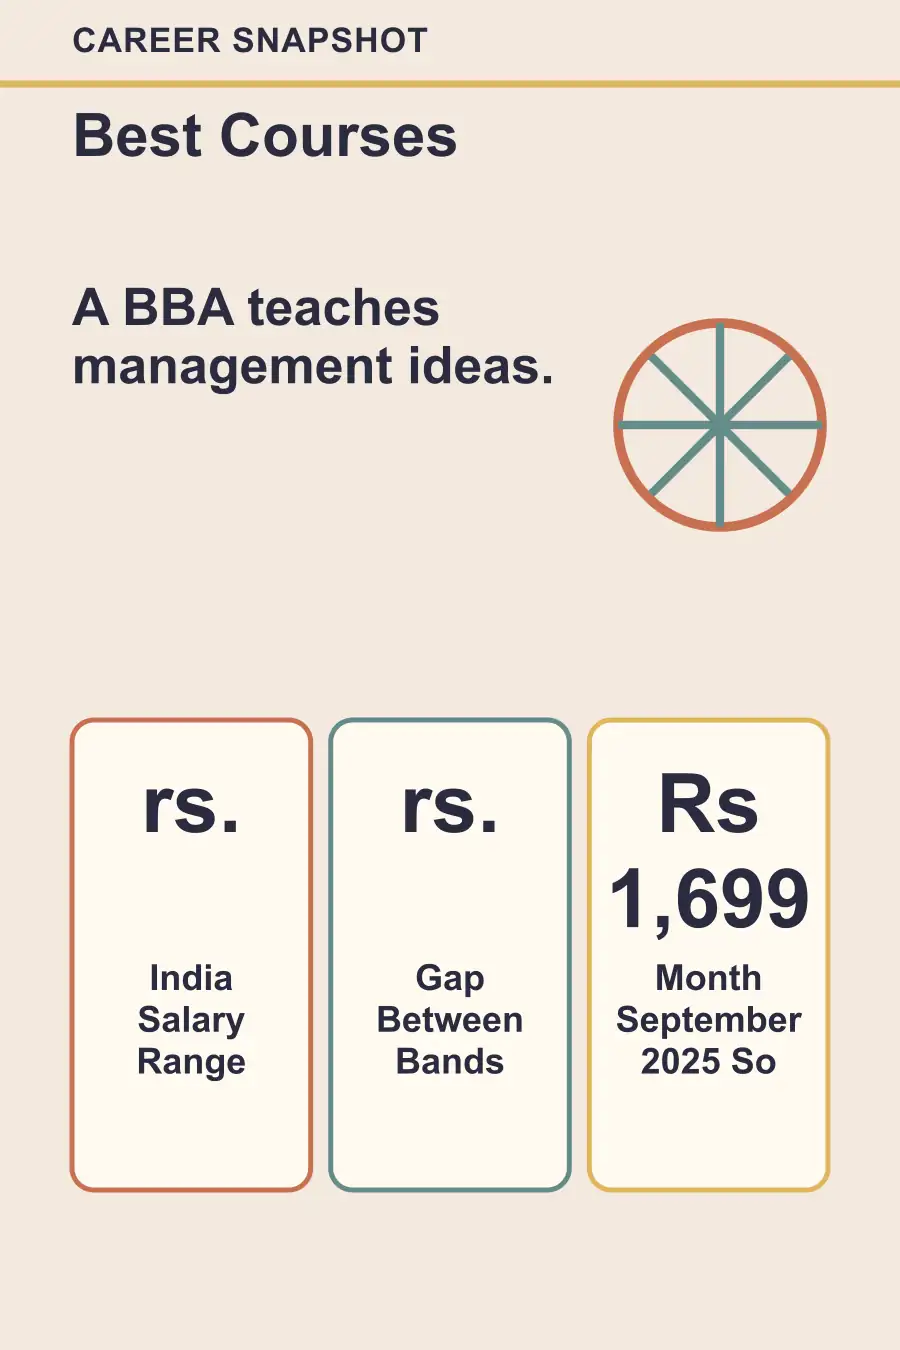 CAREER SNAPSHOT
Best Courses
A BBA teaches
management ideas.
rs.
India
Salary
Range
rs.
Gap
Between
Bands
Rs
1,699
Month
September
2025 So